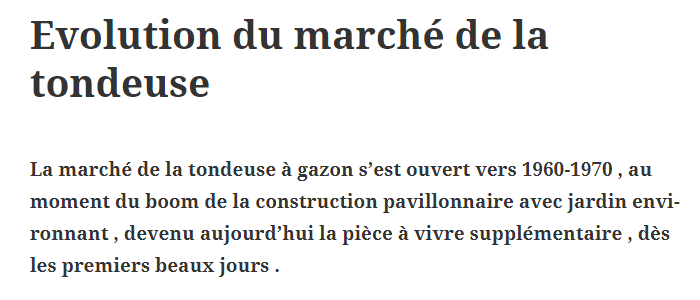 Evolution du marché de la
tondeuse
La marché de la tondeuse à gazon s’est ouvert vers 1960-1970 , au
moment du boom de la construction pavillonnaire avec jardin envi-
ronnant , devenu aujourd’hui la pièce à vivre supplémentaire , dès
les premiers beaux jours .